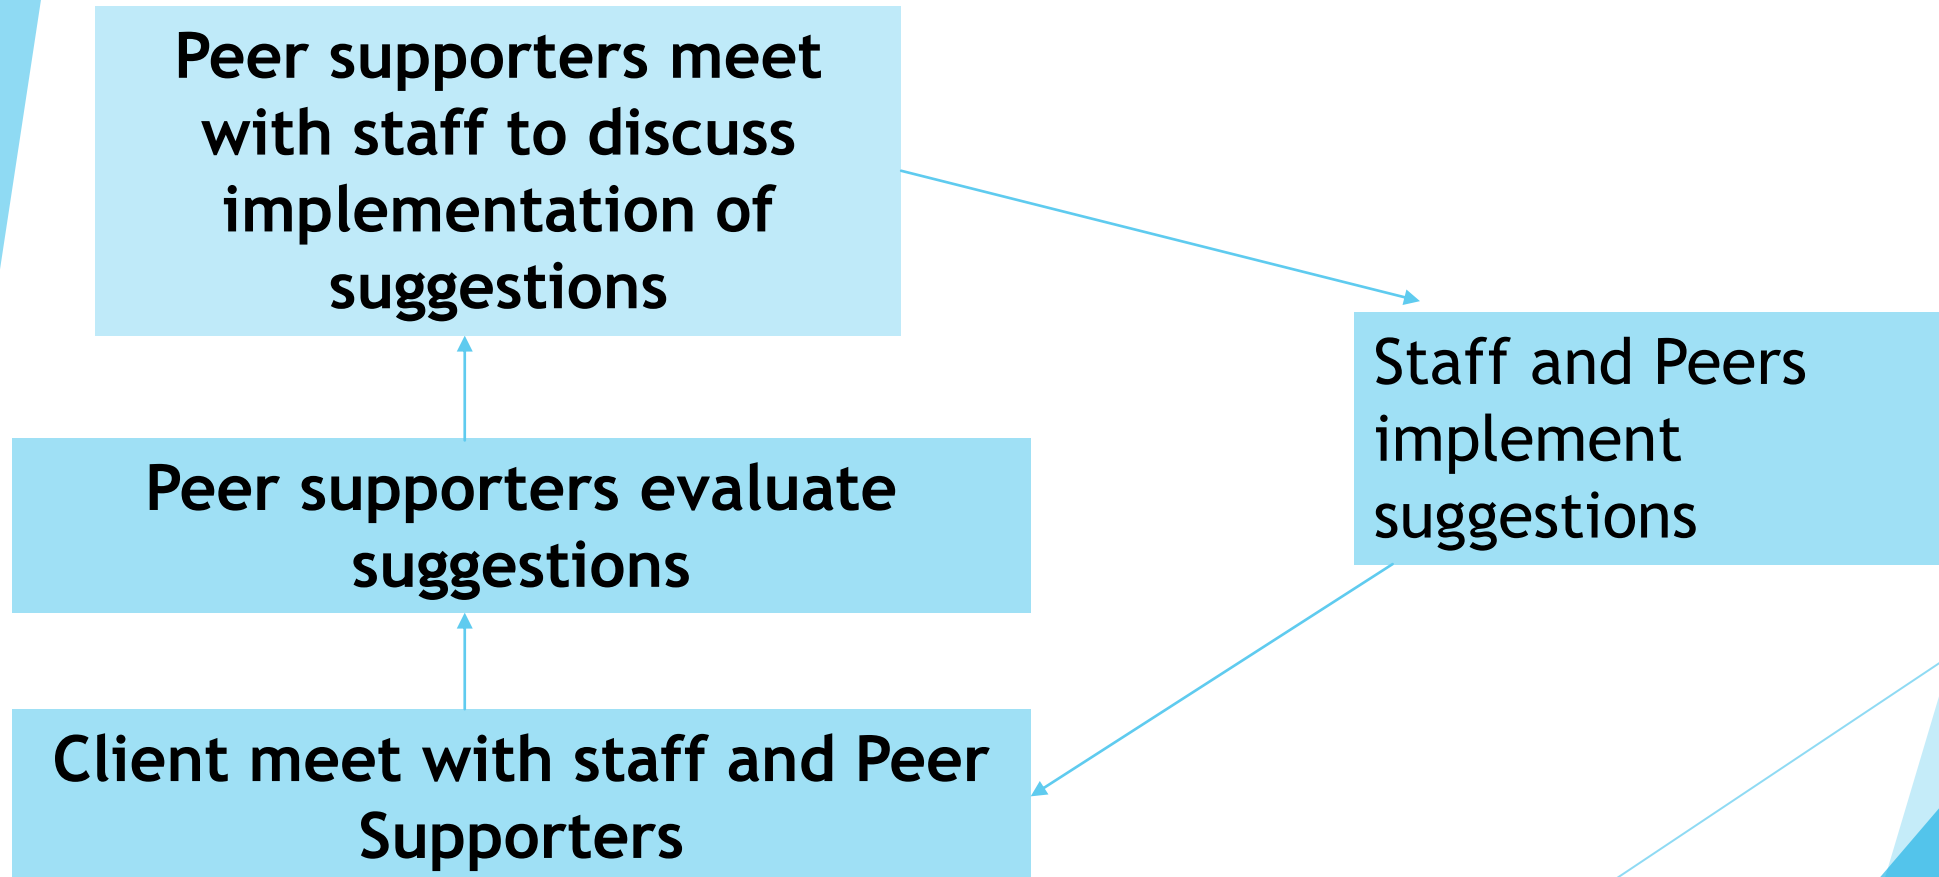 Peer supporters meet
with staff to discuss
implementation of
suggestions
Staff and Peers
implement
suggestions
Peer supporters evaluate
suggestions
Client meet with staff and Peer
Supporters